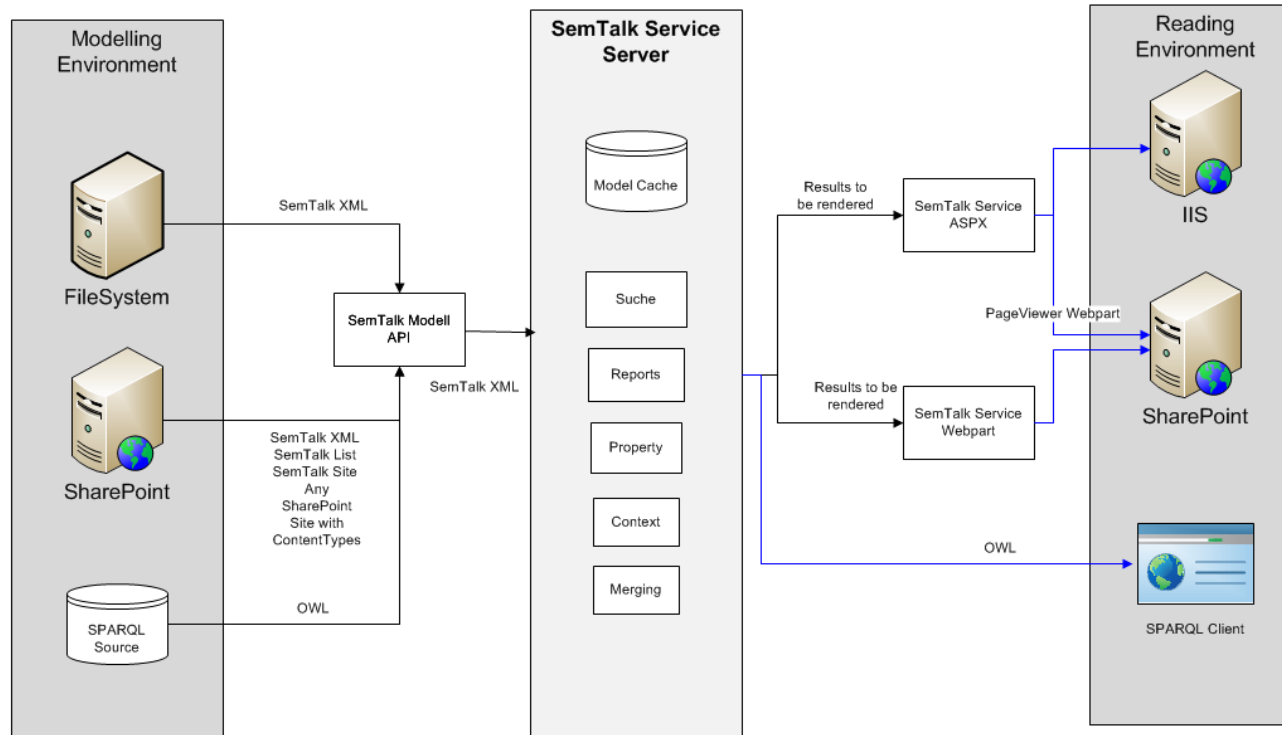 Modelling
Environment
FileSystem
SharePoint
SPARQL
Source
SemTalk XML
SemTalk Modell
API
SemTalk XML
SemTalk XML
SemTalk List
SemTalk Site
Any
SharePoint
Site with
ContentTypes
OWL
SemTalk Service
Server
Model Cache
Suche
Reports
Property
Context
Merging
Results to
be rendered
SemTalk Service
ASPX
PageViewer Webpart
Results to be
rendered
SemTalk Service
Webpart
OWL
Reading
Environment
IIS
SharePoint
SPARQL Client